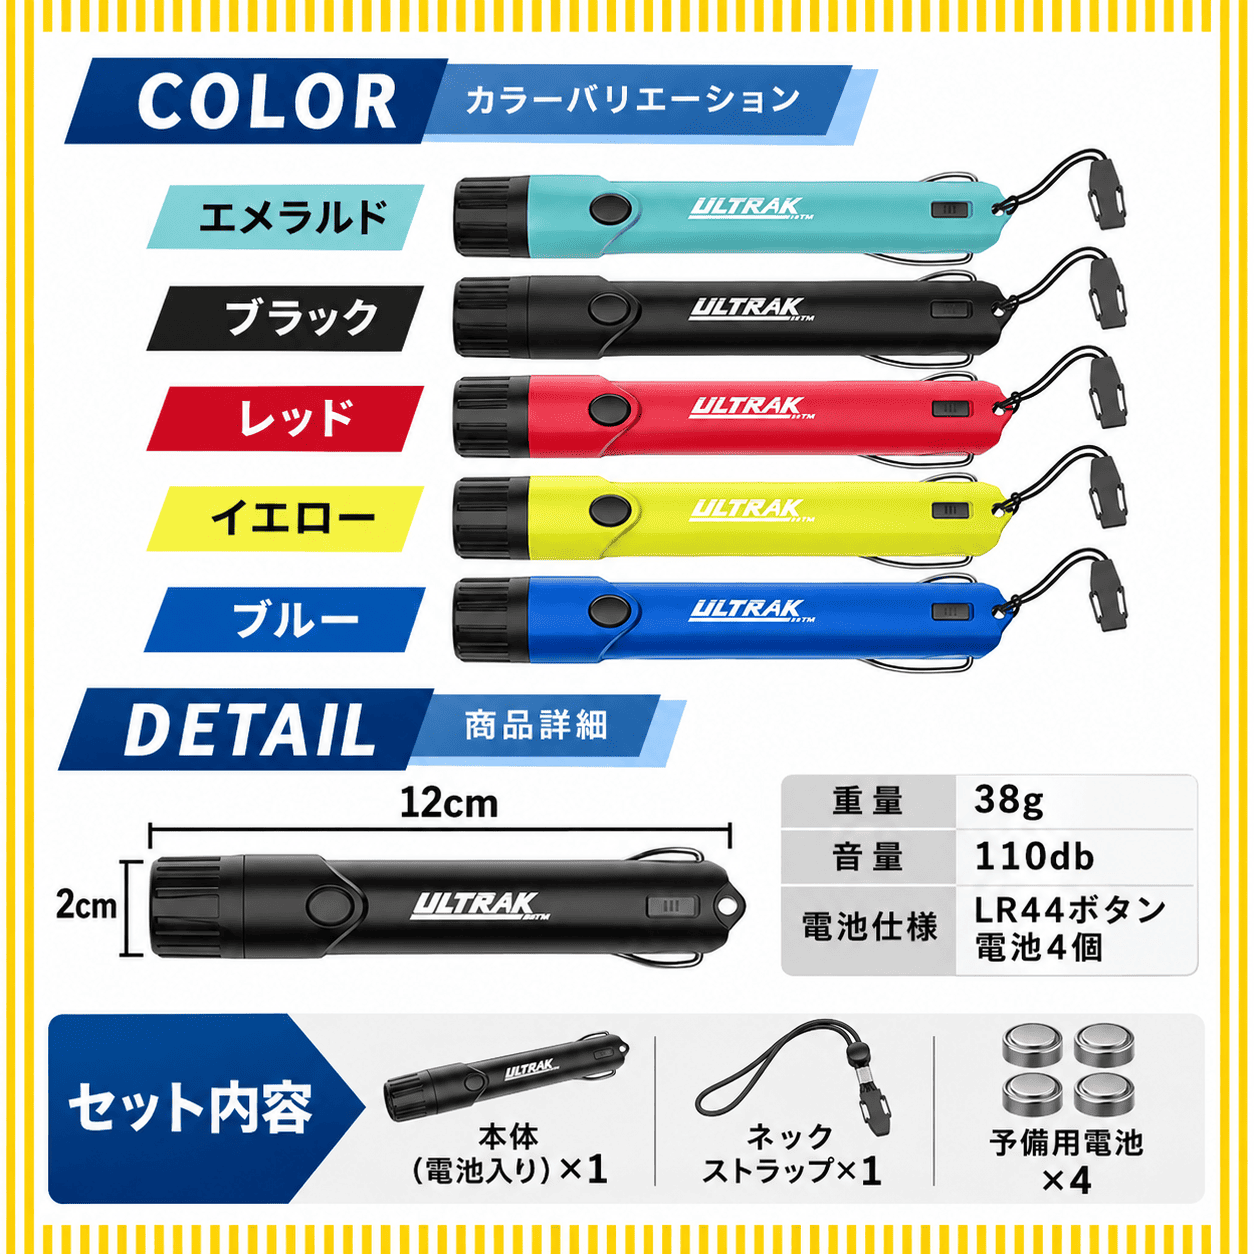 COLOR
カラーバリエーション
エメラルド
ULTRAK
ブラック
ULTRAK
レッド
ULTRAK
イエロー
ULTRAK
ブルー
ULTRAK
DETAIL
商品詳細
12cm
2cm
ULTRAK
重量
38g
音量
110db
電池仕様
LR44ボタン
電池4個
セット内容
ULTRAK
本体
(電池入り)×1
ネック
ストラップ×1
予備用電池
×4